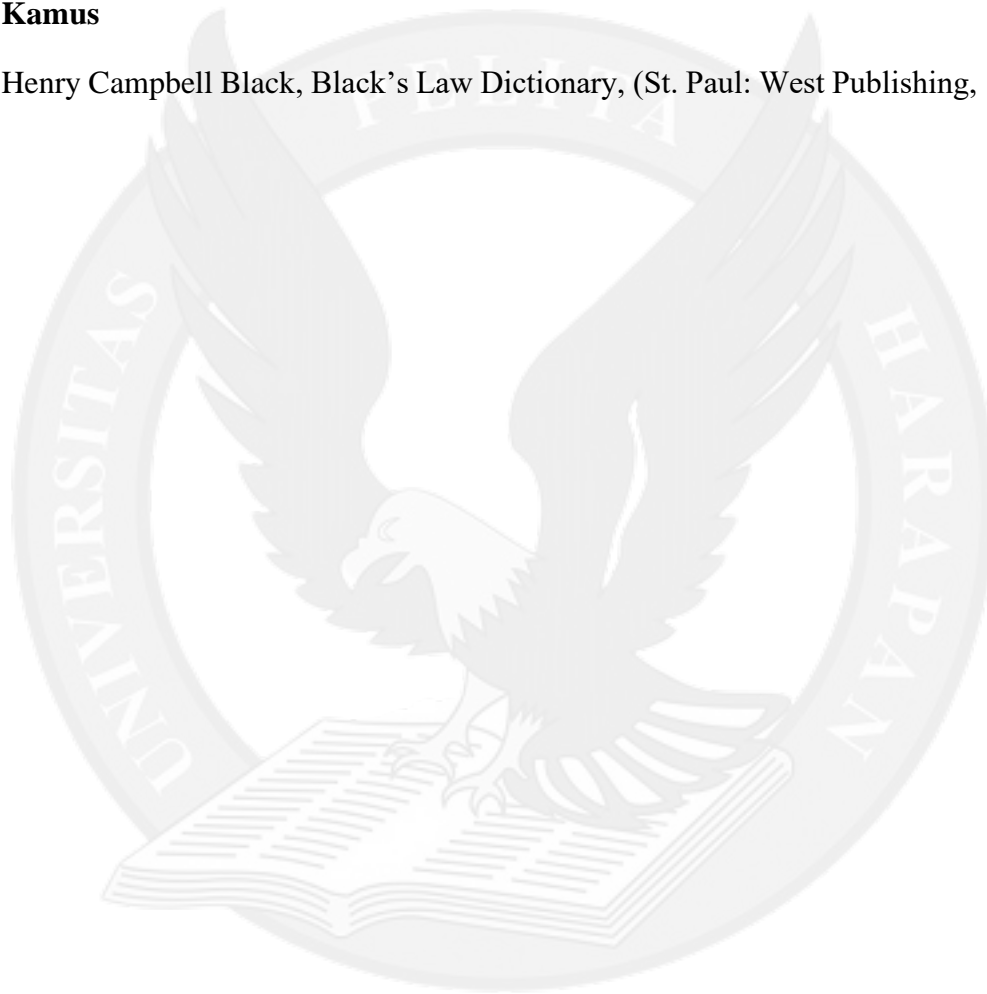 Kamus
Henry Campbell Black, Black’s Law Dictionary, (St. Paul: West Publishing,
UNIVERSITAS PELITA HARAPAN